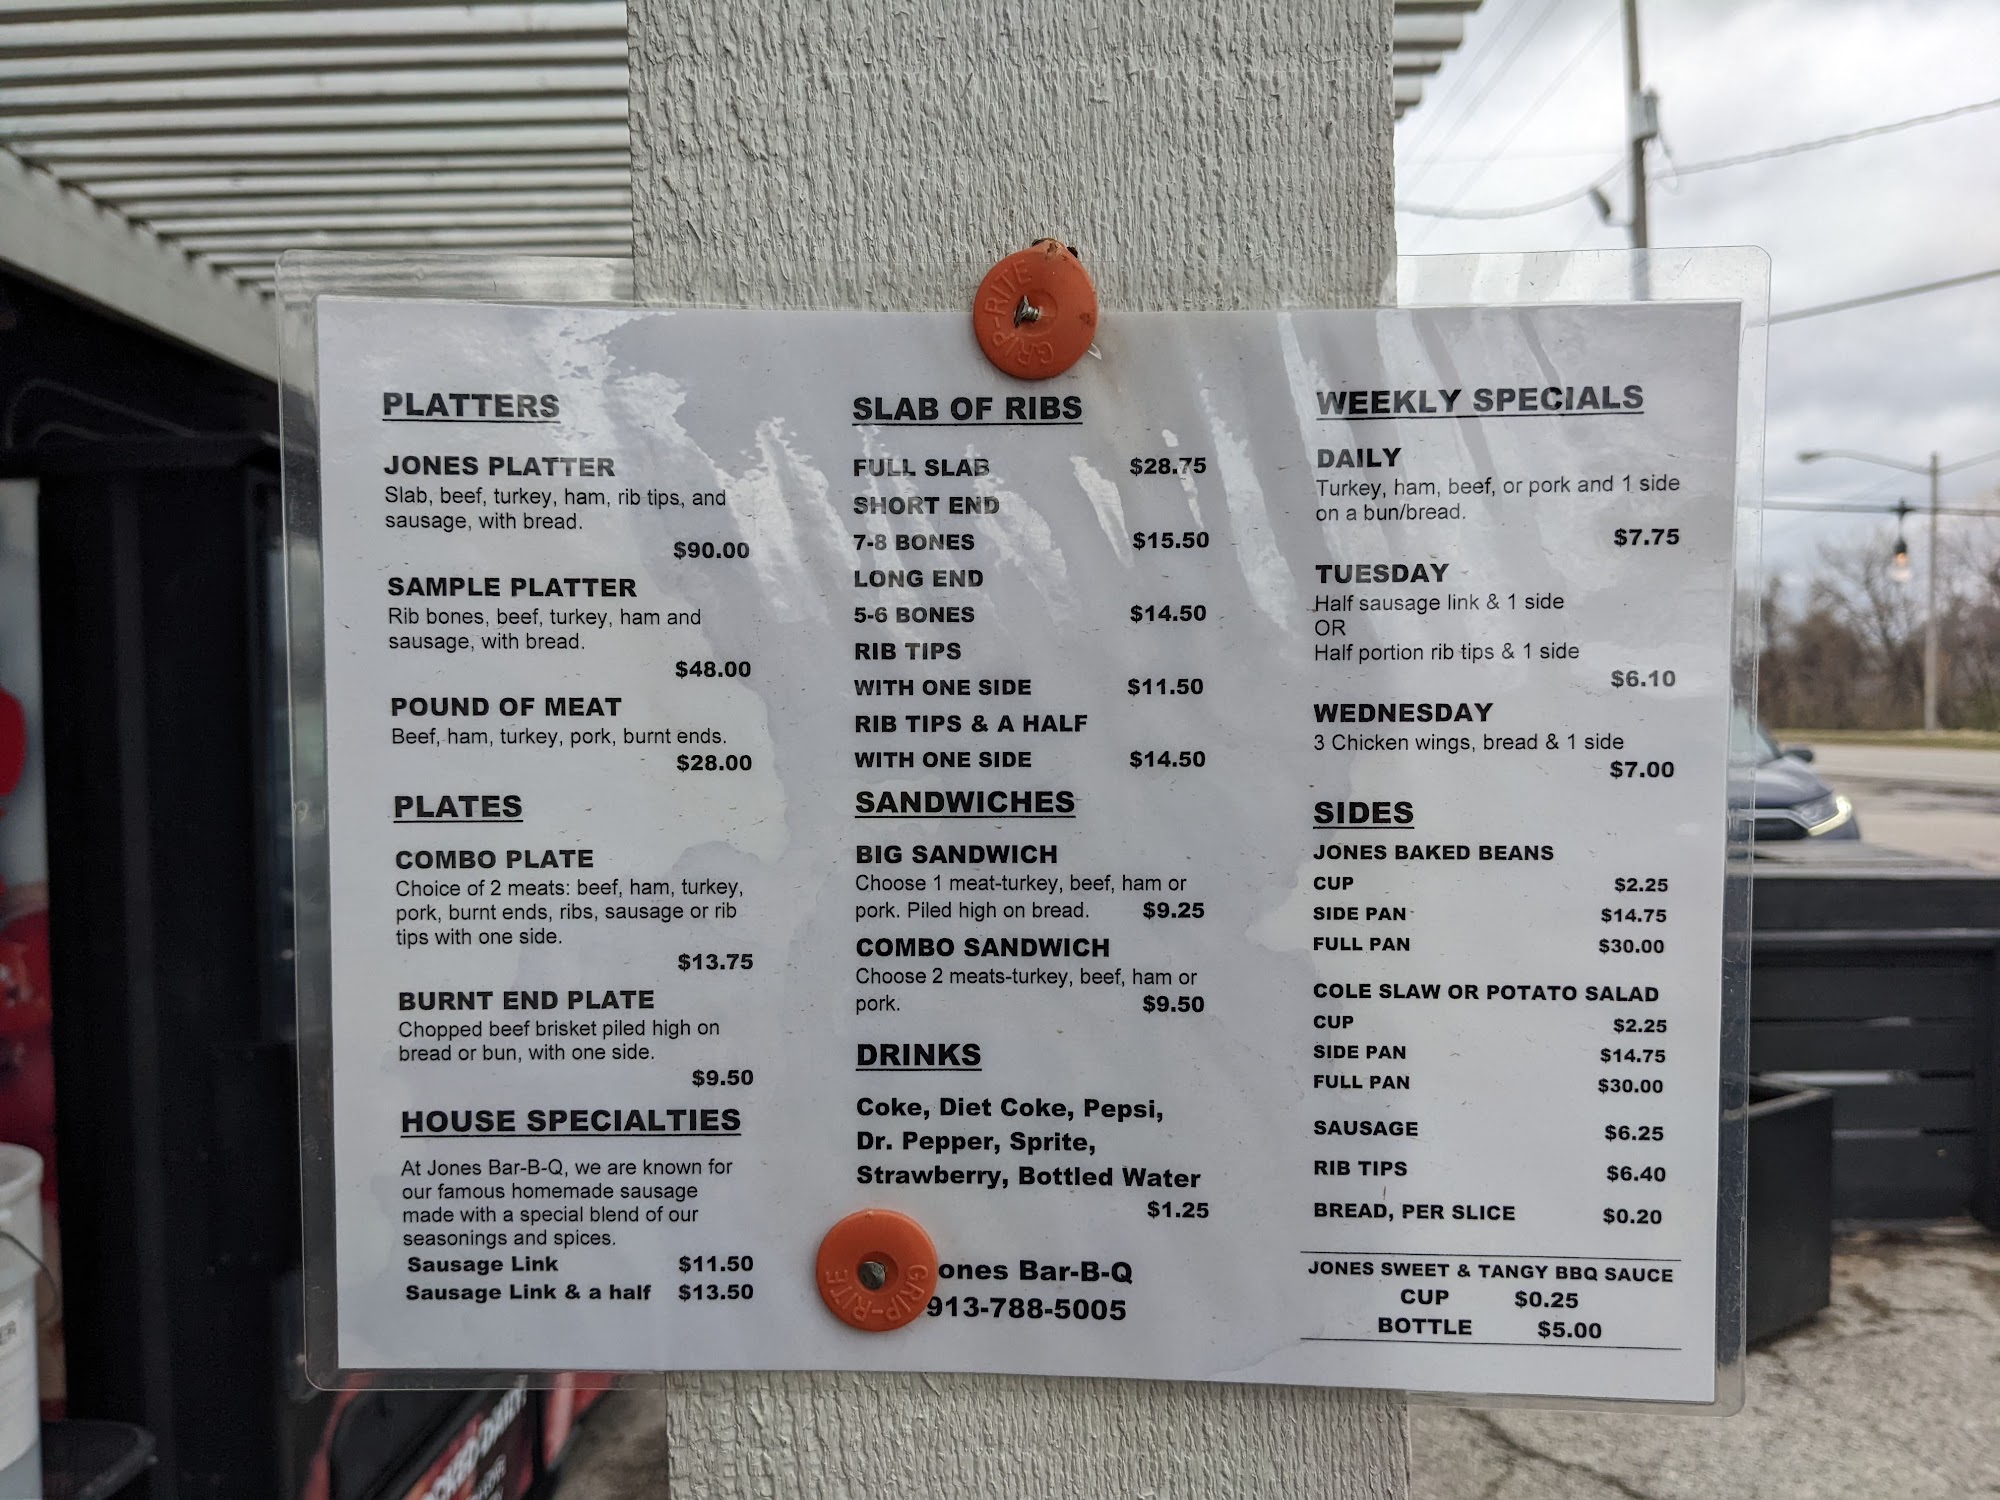 GRIP-RITE
PLATTERS
JONES PLATTER
Slab, beef, turkey, ham, rib tips, and
sausage, with bread.
$90.00
SAMPLE PLATTER
Rib bones, beef, turkey, ham and
sausage, with bread.
$48.00
POUND OF MEAT
Beef, ham, turkey, pork, burnt ends.
$28.00
PLATES
COMBO PLATE
Choice of 2 meats: beef, ham, turkey,
pork, burnt ends, ribs, sausage or rib
tips with one side.
$13.75
BURNT END PLATE
Chopped beef brisket piled high on
bread or bun, with one side.
$9.50
HOUSE SPECIALTIES
At Jones Bar-B-Q, we are known for
our famous homemade sausage
made with a special blend of our
seasonings and spices.
Sausage Link $11.50
Sausage Link & a half $13.50
SLAB OF RIBS
FULL SLAB $28.75
SHORT END
7-8 BONES $15.50
LONG END
5-6 BONES $14.50
RIB TIPS
WITH ONE SIDE $11.50
RIB TIPS & A HALF
WITH ONE SIDE $14.50
SANDWICHES
BIG SANDWICH
Choose 1 meat-turkey, beef, ham or
pork. Piled high on bread. $9.25
COMBO SANDWICH
Choose 2 meats-turkey, beef, ham or
pork. $9.50
DRINKS
Coke, Diet Coke, Pepsi,
Dr. Pepper, Sprite,
Strawberry, Bottled Water
$1.25
GRIP-RITE
ones Bar-B-Q
913-788-5005
WEEKLY SPECIALS
DAILY
Turkey, ham, beef, or pork and 1 side
on a bun/bread.
$7.75
TUESDAY
Half sausage link & 1 side
OR
Half portion rib tips & 1 side
$6.10
WEDNESDAY
3 Chicken wings, bread & 1 side
$7.00
SIDES
JONES BAKED BEANS
CUP $2.25
SIDE PAN $14.75
FULL PAN $30.00
COLE SLAW OR POTATO SALAD
CUP $2.25
SIDE PAN $14.75
FULL PAN $30.00
SAUSAGE $6.25
RIB TIPS $6.40
BREAD, PER SLICE $0.20
JONES SWEET & TANGY BBQ SAUCE
CUP $0.25
BOTTLE $5.00